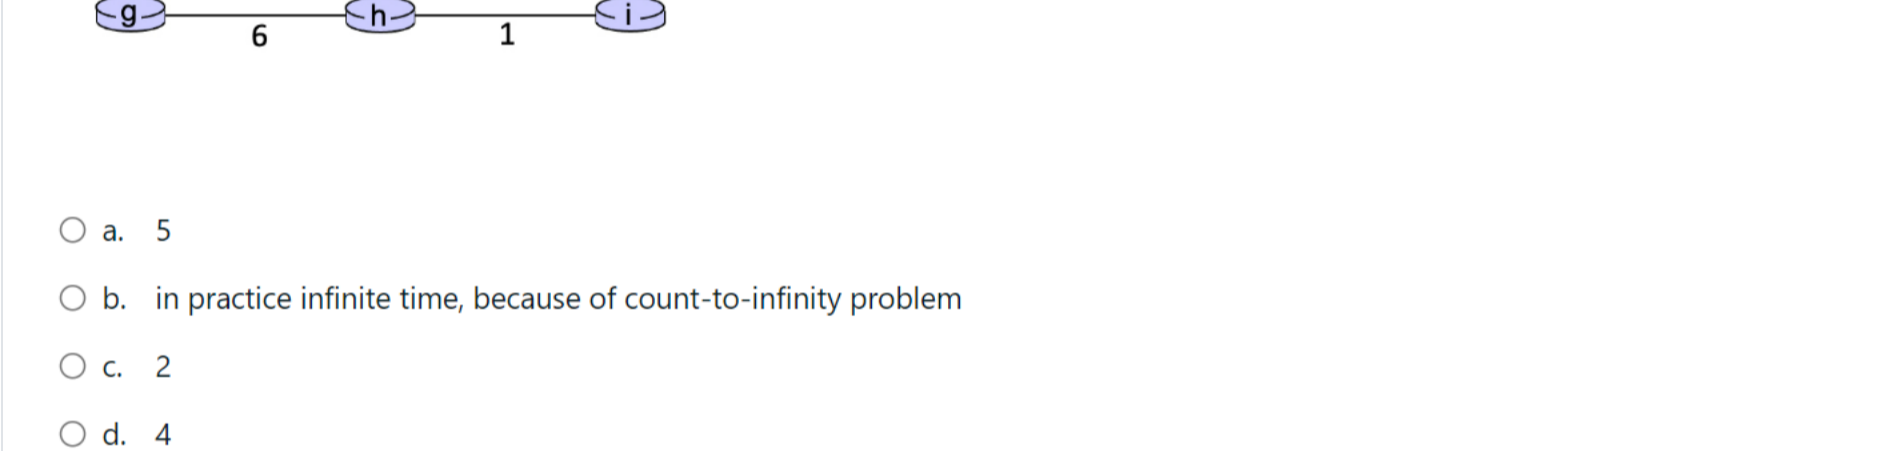 g h i
6 1
a. 5
b. in practice infinite time, because of count-to-infinity problem
c. 2
d. 4